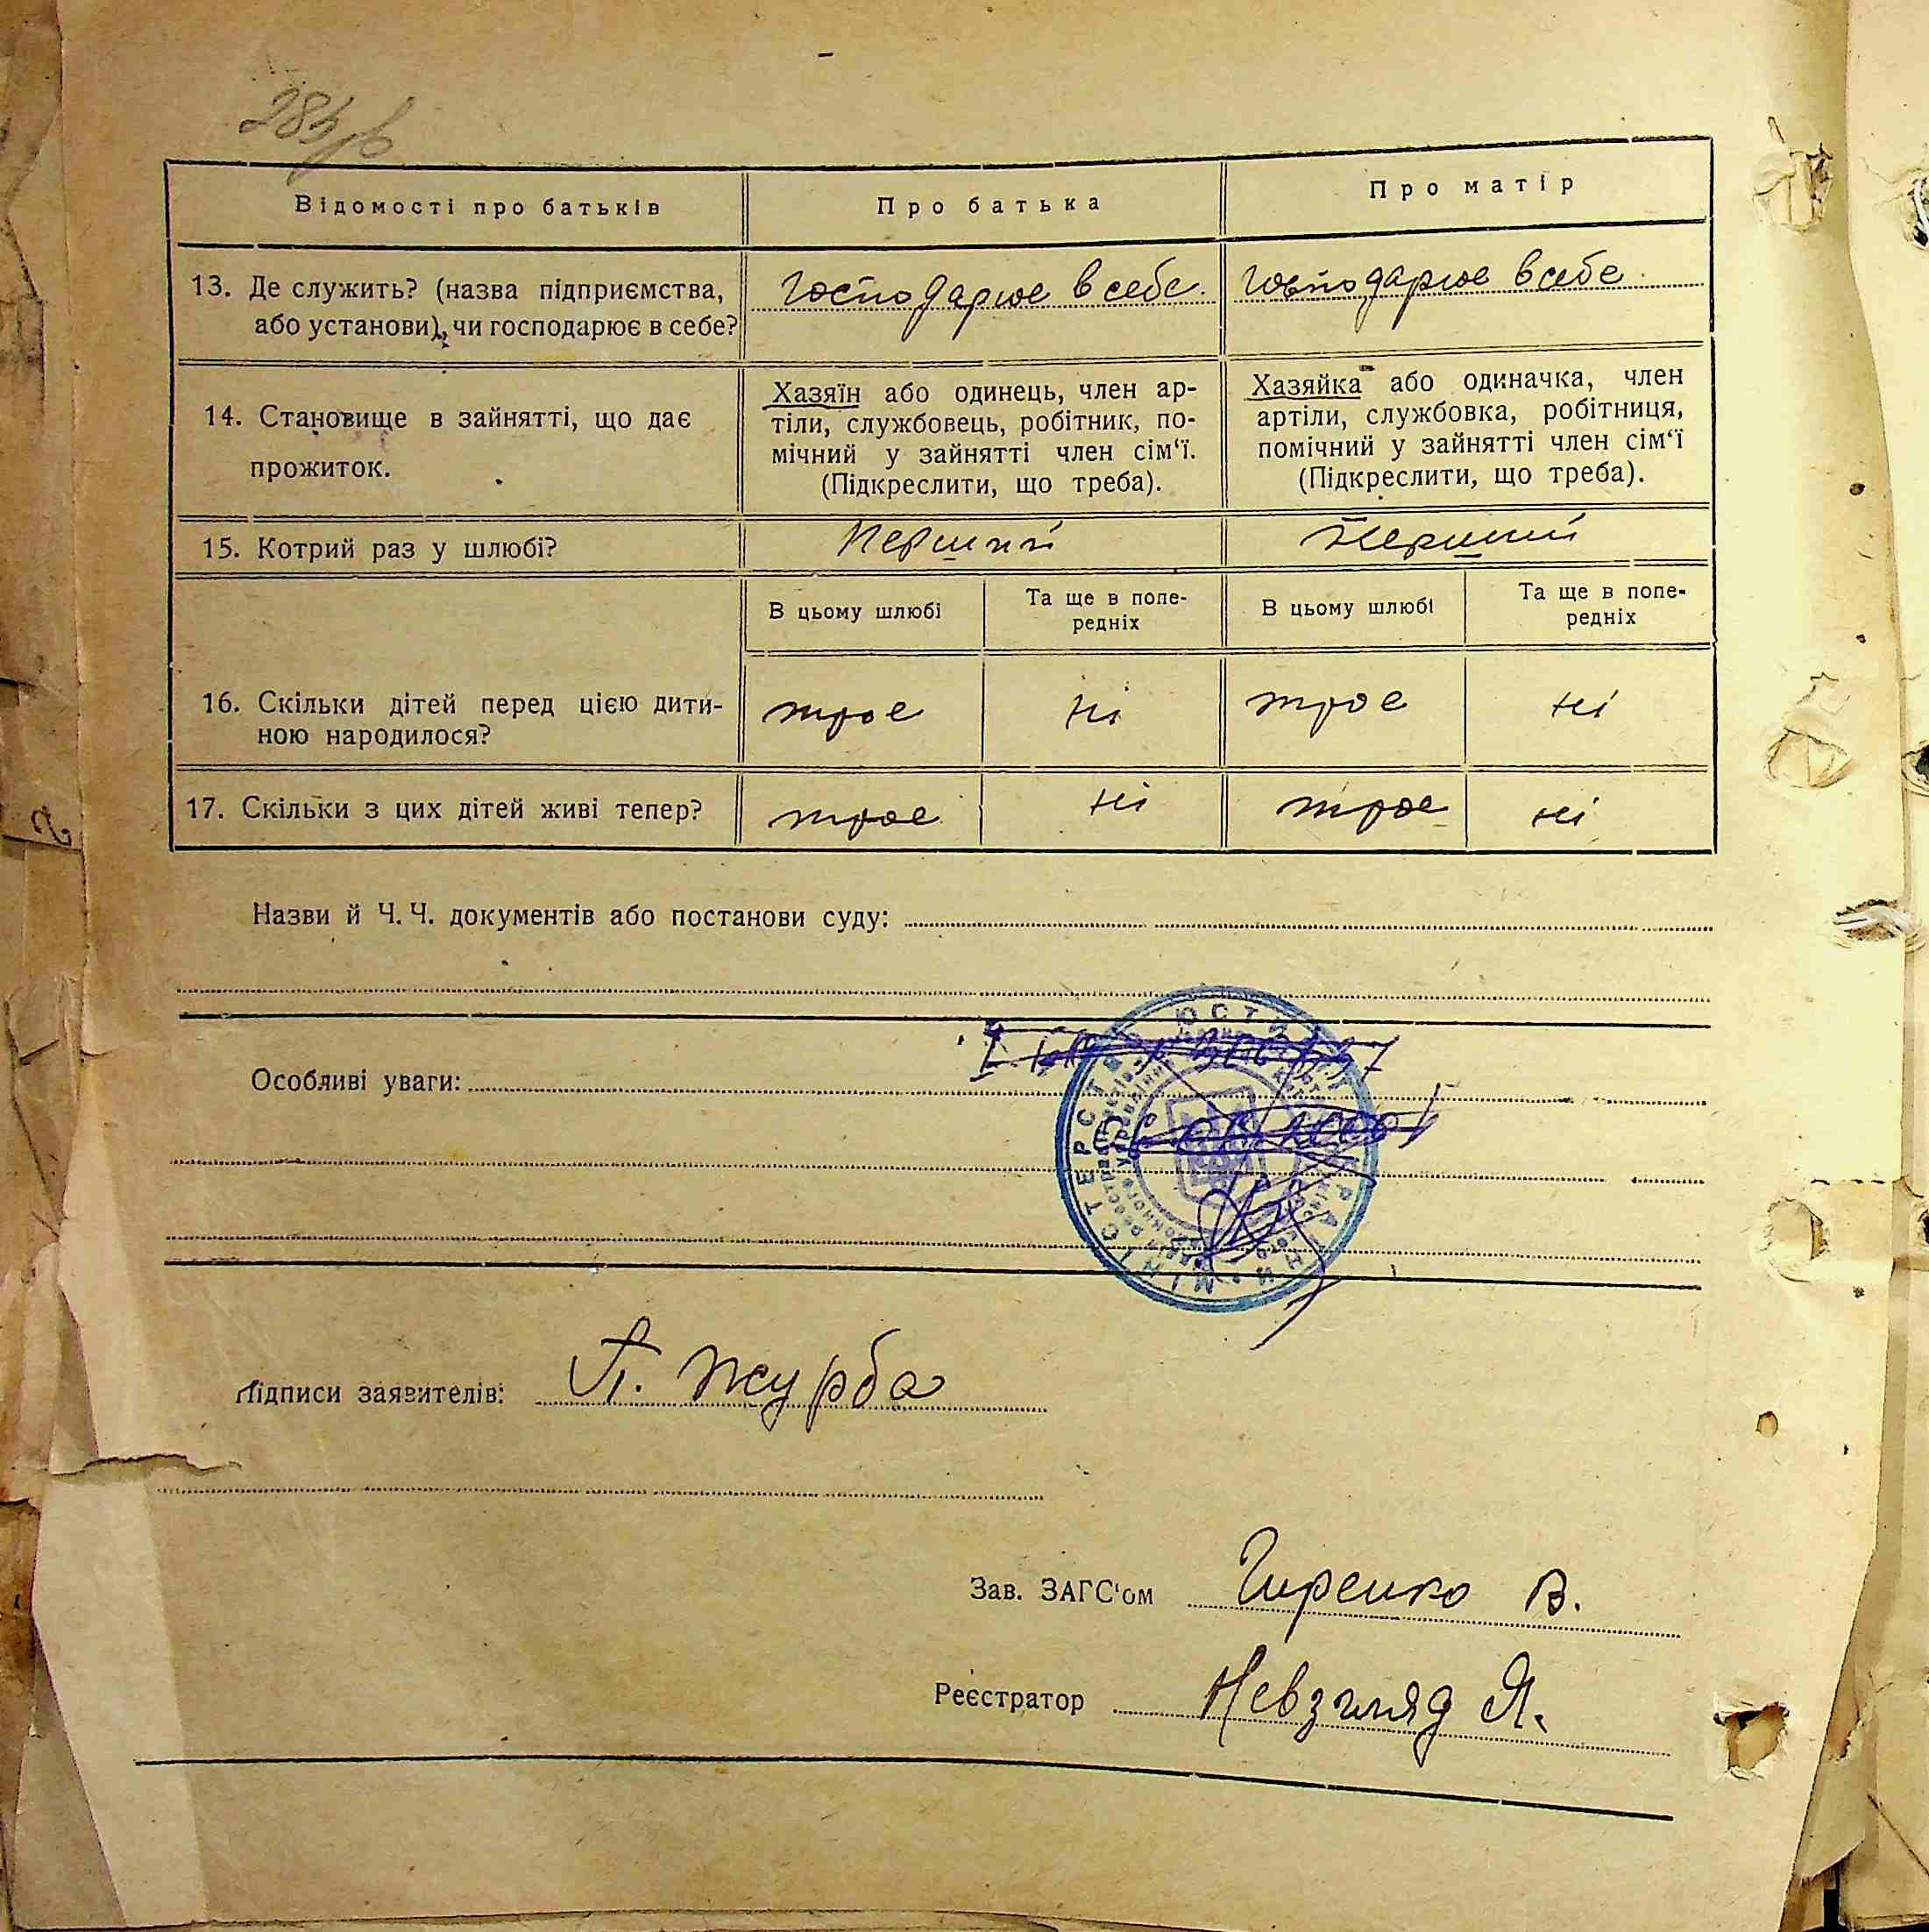 Відомості про батьків
Про батька
Про матір
13. Де служить? (назва підприємства,
або установи), чи господарює в себе?
Господарює в себе.
Господарює в себе
14. Становище в зайнятті, що дає
прожиток.
Хазяїн або одинець, член ар-
тіли, службовець, робітник, по-
мічний у зайнятті член сім‘ї.
(Підкреслити, що треба).
Хазяйка або одиначка, член
артіли, службовка, робітниця,
помічний у зайнятті член сім‘ї
(Підкреслити, що треба).
15. Котрий раз у шлюбі?
Перший
Перший
В цьому шлюбі
Та ще в попе-
редніх
В цьому шлюбі
Та ще в попе-
редніх
16. Скільки дітей перед цією дити-
ною народилося?
троє
ні
троє
ні
17. Скільки з цих дітей живі тепер?
троє
ні
троє
ні
Назви й Ч. Ч. документів або постанови суду:
Особливі уваги:
Підписи заявителів:
П. Журба
Зав. ЗАГС‘ом
Гиренко В.
Реєстратор
Невзгляд Я.